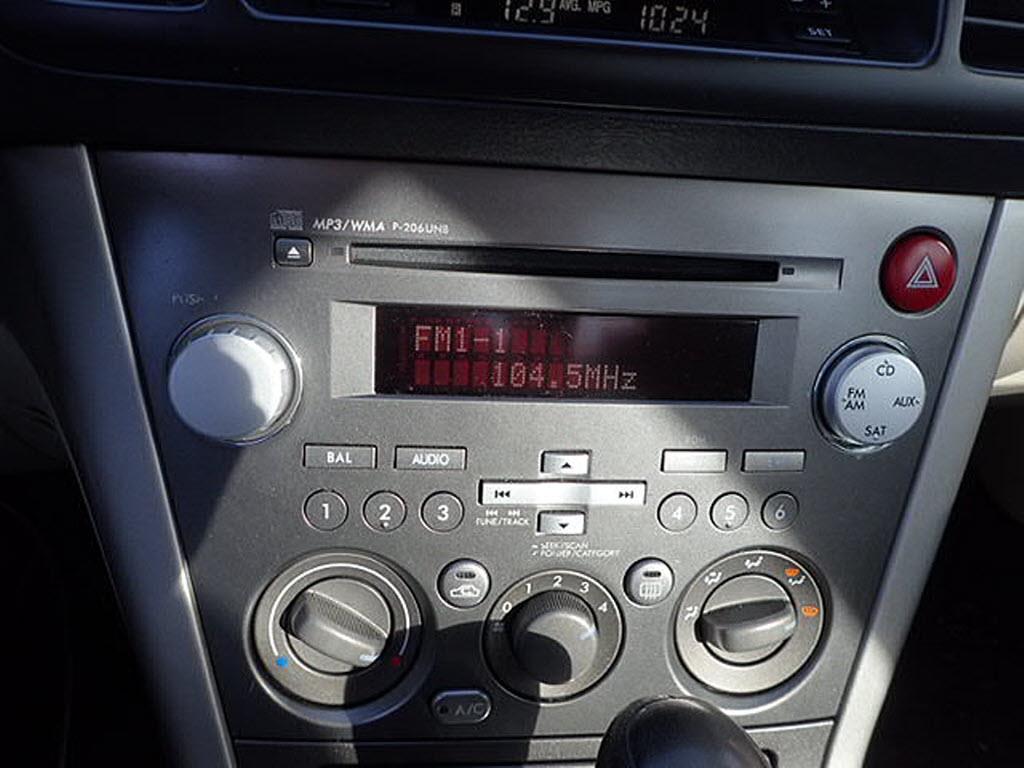 12.9 AVG. MPG 10:24
- +
SET
MP3/WMA P-206UNB
PUSH
FM1-1
104.5MHz
CD
FM
AM
AUX
SAT
BAL AUDIO
1 2 3 4 5 6
TUNE/TRACK
SEEK/SCAN
FOLDER/CATEGORY
0 1 2 3 4
A/C